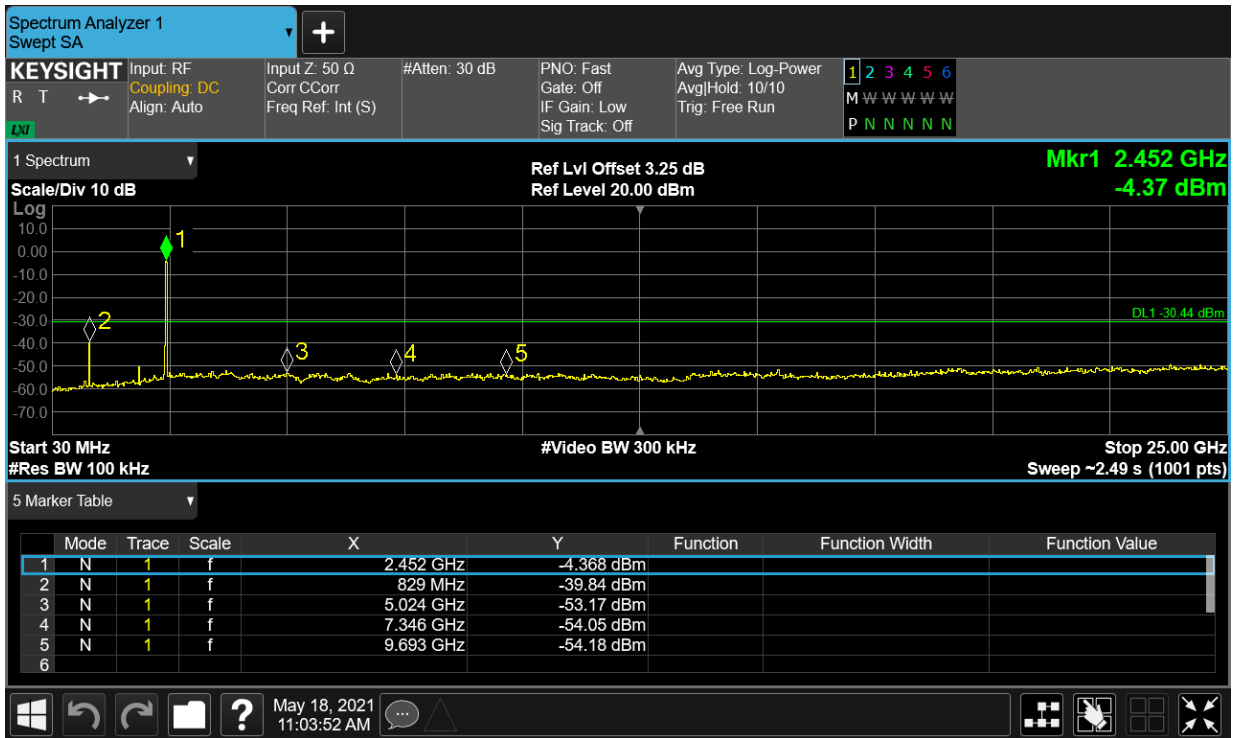 Spectrum Analyzer 1
Swept SA
KEYSIGHT
R T
LXI
Input: RF
Coupling: DC
Align: Auto
Input Z: 50 Ω
Corr CCorr
Freq Ref: Int (S)
#Atten: 30 dB
PNO: Fast
Gate: Off
IF Gain: Low
Sig Track: Off
Avg Type: Log-Power
Avg|Hold: 10/10
Trig: Free Run
1 2 3 4 5 6
M W W W W W
P N N N N N
1 Spectrum
Scale/Div 10 dB
Ref Lvl Offset 3.25 dB
Ref Level 20.00 dBm
Mkr1 2.452 GHz
-4.37 dBm
Log
10.0
0.00
-10.0
-20.0
-30.0
-40.0
-50.0
-60.0
-70.0
1
2
3
4
5
DL1 -30.44 dBm
Start 30 MHz
#Video BW 300 kHz
Stop 25.00 GHz
#Res BW 100 kHz
Sweep ~2.49 s (1001 pts)
5 Marker Table
Mode Trace Scale X Y Function Function Width Function Value
1 N 1 f 2.452 GHz -4.368 dBm
2 N 1 f 829 MHz -39.84 dBm
3 N 1 f 5.024 GHz -53.17 dBm
4 N 1 f 7.346 GHz -54.05 dBm
5 N 1 f 9.693 GHz -54.18 dBm
6
?
May 18, 2021
11:03:52 AM